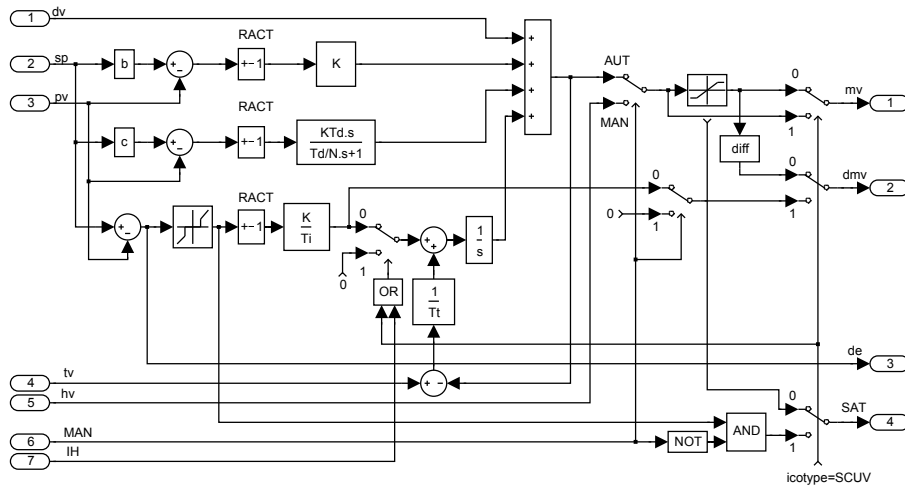 1 dv
2 sp
3 pv
b
+ −
RACT
+−1
K
c
+ −
RACT
+−1
KTd.s
Td/N.s+1
+ −
RACT
+−1
K
Ti
0
1
0
OR
+ +
1
Tt
+ −
1
s
+
+
+
+
AUT
MAN
0
1
mv
1
diff
0
1
dmv
2
0
0
1
de
3
4 tv
5 hv
6 MAN
7 IH
NOT
AND
0
1
SAT
4
icotype=SCUV